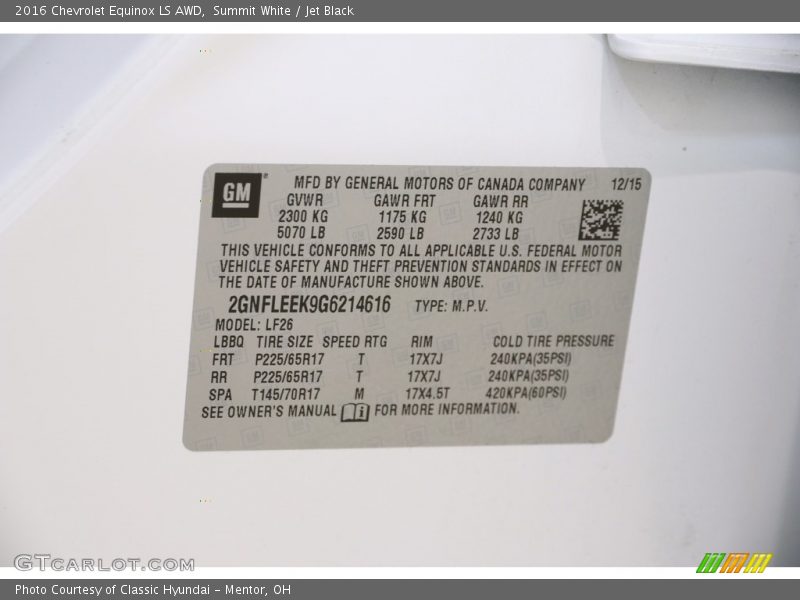 2016 Chevrolet Equinox LS AWD, Summit White / Jet Black
GM
MFD BY GENERAL MOTORS OF CANADA COMPANY 12/15
GVWR GAWR FRT GAWR RR
2300 KG 1175 KG 1240 KG
5070 LB 2590 LB 2733 LB
THIS VEHICLE CONFORMS TO ALL APPLICABLE U.S. FEDERAL MOTOR
VEHICLE SAFETY AND THEFT PREVENTION STANDARDS IN EFFECT ON
THE DATE OF MANUFACTURE SHOWN ABOVE.
2GNFLEEK9G6214616 TYPE: M.P.V.
MODEL: LF26
LBBQ TIRE SIZE SPEED RTG RIM COLD TIRE PRESSURE
FRT P225/65R17 T 17X7J 240KPA(35PSI)
RR P225/65R17 T 17X7J 240KPA(35PSI)
SPA T145/70R17 M 17X4.5T 420KPA(60PSI)
SEE OWNER'S MANUAL i FOR MORE INFORMATION.
GTCARLOT.COM
Photo Courtesy of Classic Hyundai - Mentor, OH